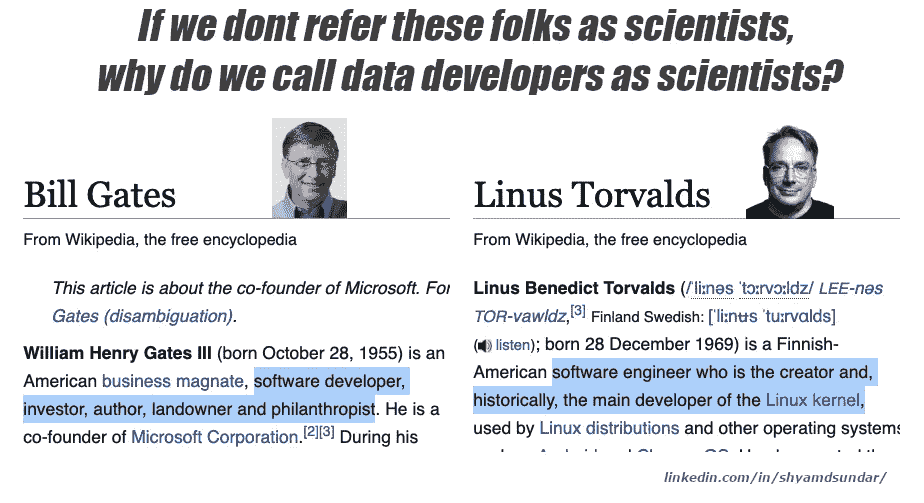 If we dont refer these folks as scientists,
why do we call data developers as scientists?
Bill Gates
From Wikipedia, the free encyclopedia
This article is about the co-founder of Microsoft. For
Gates (disambiguation).
William Henry Gates III (born October 28, 1955) is an
American business magnate, software developer,
investor, author, landowner and philanthropist. He is a
co-founder of Microsoft Corporation.[2][3] During his
Linus Torvalds
From Wikipedia, the free encyclopedia
Linus Benedict Torvalds (/ˈliːnəs ˈtɔːrvɔːldz/ LEE-nəs
TOR-vawldz,[3] Finland Swedish: [ˈliːnʉs ˈtuːrvɑlds]
(listen); born 28 December 1969) is a Finnish-
American software engineer who is the creator and,
historically, the main developer of the Linux kernel,
used by Linux distributions and other operating systems
linkedin.com/in/shyamdsundar/